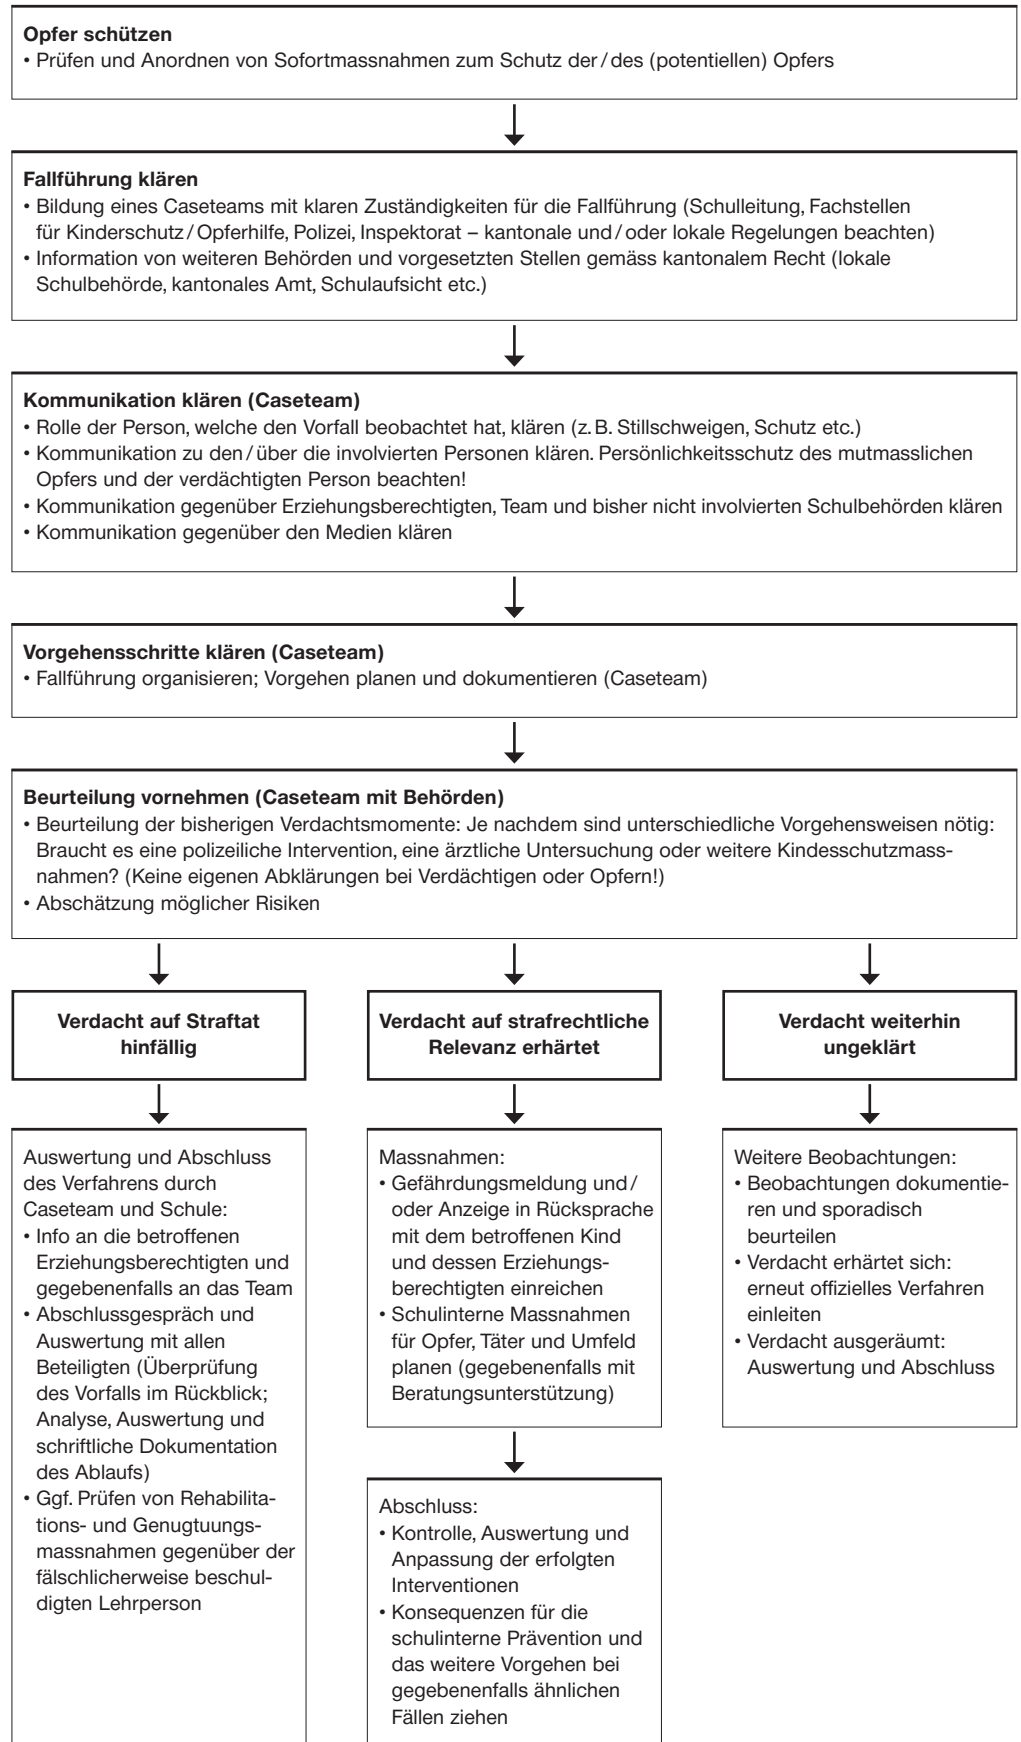 Opfer schützen
• Prüfen und Anordnen von Sofortmassnahmen zum Schutz der/des (potentiellen) Opfers
Fallführung klären
• Bildung eines Caseteams mit klaren Zuständigkeiten für die Fallführung (Schulleitung, Fachstellen
für Kinderschutz/Opferhilfe, Polizei, Inspektorat – kantonale und/oder lokale Regelungen beachten)
• Information von weiteren Behörden und vorgesetzten Stellen gemäss kantonalem Recht (lokale
Schulbehörde, kantonales Amt, Schulaufsicht etc.)
Kommunikation klären (Caseteam)
• Rolle der Person, welche den Vorfall beobachtet hat, klären (z. B. Stillschweigen, Schutz etc.)
• Kommunikation zu den/über die involvierten Personen klären. Persönlichkeitsschutz des mutmasslichen
Opfers und der verdächtigten Person beachten!
• Kommunikation gegenüber Erziehungsberechtigten, Team und bisher nicht involvierten Schulbehörden klären
• Kommunikation gegenüber den Medien klären
Vorgehensschritte klären (Caseteam)
• Fallführung organisieren; Vorgehen planen und dokumentieren (Caseteam)
Beurteilung vornehmen (Caseteam mit Behörden)
• Beurteilung der bisherigen Verdachtsmomente: Je nachdem sind unterschiedliche Vorgehensweisen nötig:
Braucht es eine polizeiliche Intervention, eine ärztliche Untersuchung oder weitere Kindesschutzmass-
nahmen? (Keine eigenen Abklärungen bei Verdächtigen oder Opfern!)
• Abschätzung möglicher Risiken
Verdacht auf Straftat
hinfällig
Auswertung und Abschluss
des Verfahrens durch
Caseteam und Schule:
• Info an die betroffenen
Erziehungsberechtigten und
gegebenenfalls an das Team
• Abschlussgespräch und
Auswertung mit allen
Beteiligten (Überprüfung
des Vorfalls im Rückblick;
Analyse, Auswertung und
schriftliche Dokumentation
des Ablaufs)
• Ggf. Prüfen von Rehabilita-
tions- und Genugtuungs-
massnahmen gegenüber der
fälschlicherweise beschul-
digten Lehrperson
Verdacht auf strafrechtliche
Relevanz erhärtet
Massnahmen:
• Gefährdungsmeldung und/
oder Anzeige in Rücksprache
mit dem betroffenen Kind
und dessen Erziehungs-
berechtigten einreichen
• Schulinterne Massnahmen
für Opfer, Täter und Umfeld
planen (gegebenenfalls mit
Beratungsunterstützung)
Abschluss:
• Kontrolle, Auswertung und
Anpassung der erfolgten
Interventionen
• Konsequenzen für die
schulinterne Prävention und
das weitere Vorgehen bei
gegebenenfalls ähnlichen
Fällen ziehen
Verdacht weiterhin
ungeklärt
Weitere Beobachtungen:
• Beobachtungen dokumentie-
ren und sporadisch
beurteilen
• Verdacht erhärtet sich:
erneut offizielles Verfahren
einleiten
• Verdacht ausgeräumt:
Auswertung und Abschluss